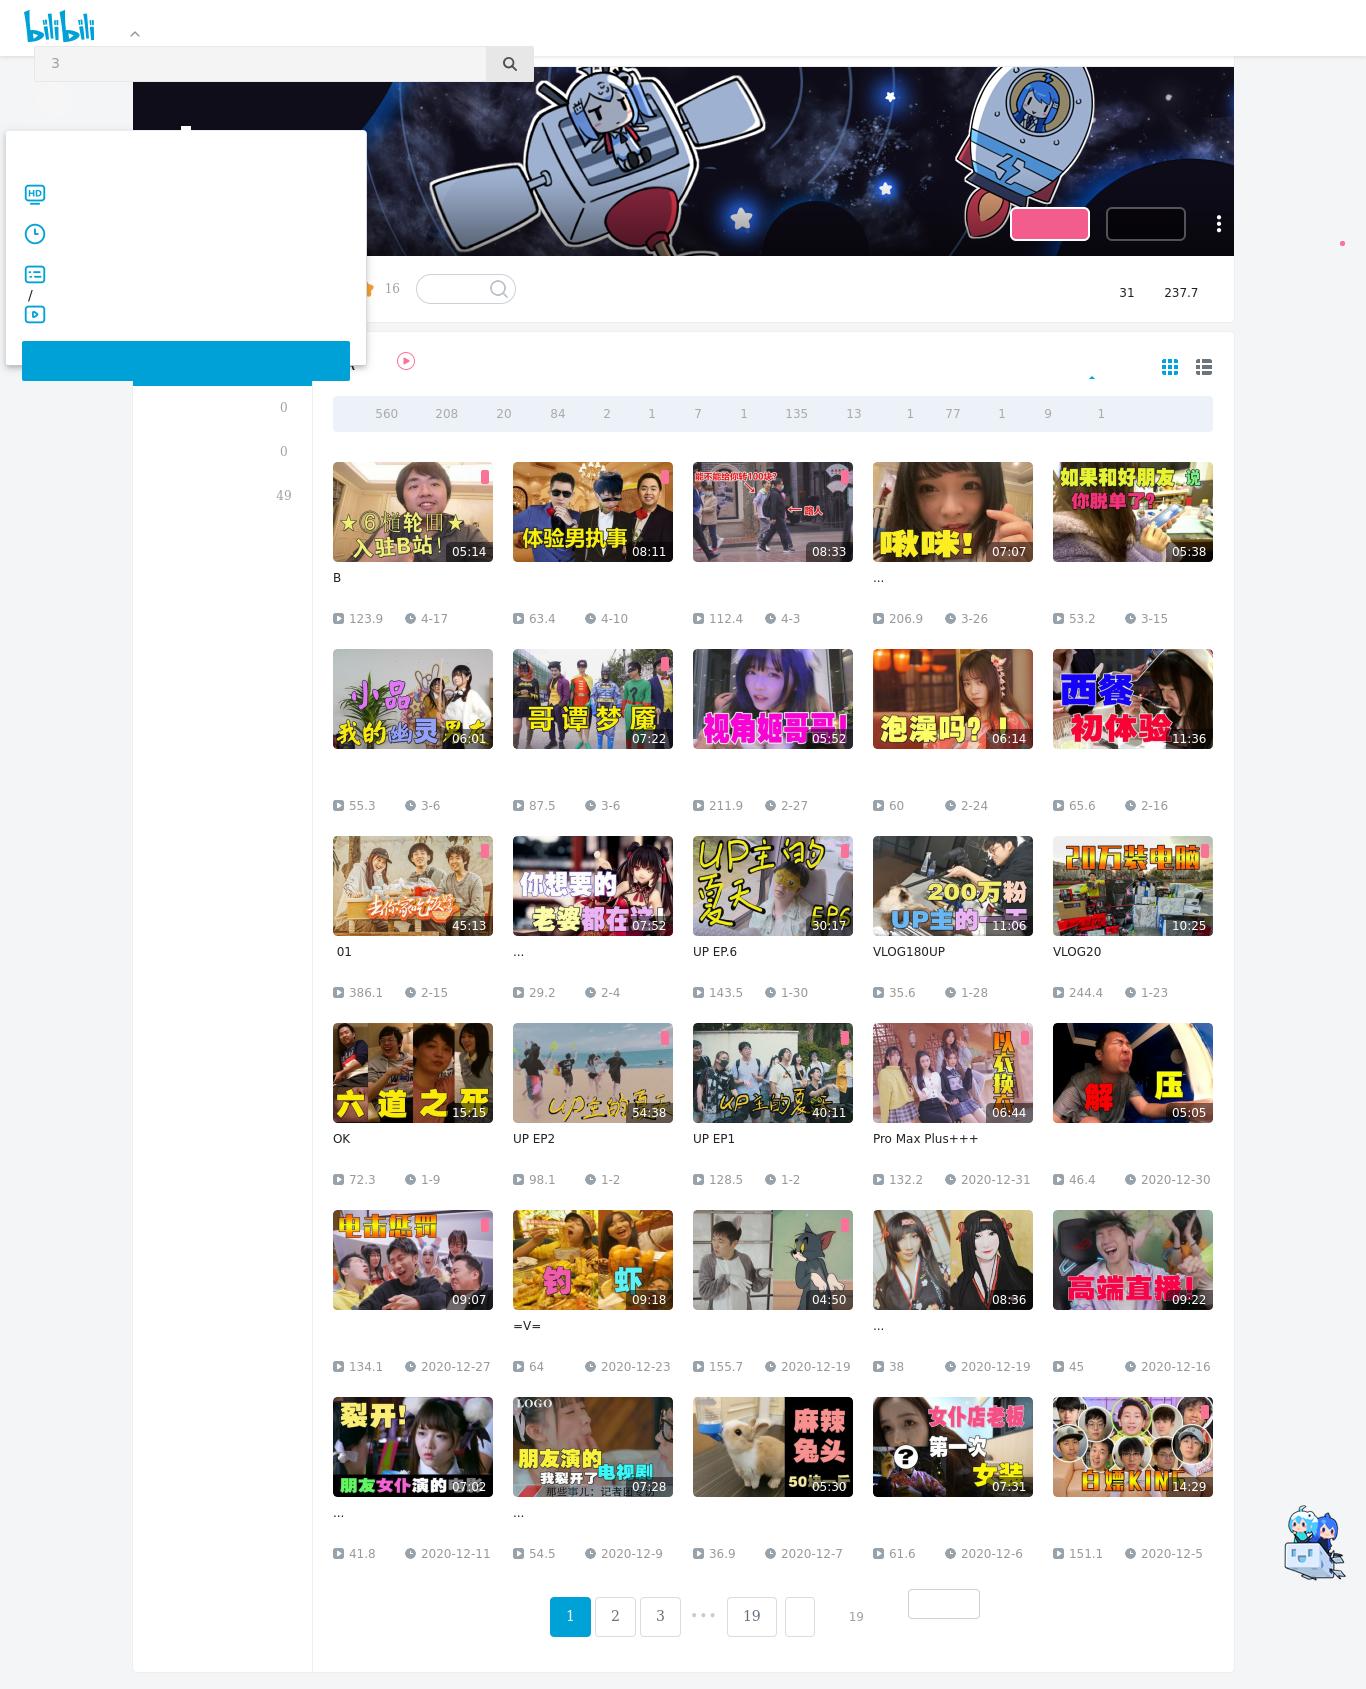 bilibili
3
/
16
31 237.7
560 208 20 84 2 1 7 1 135 13 1 77 1 9 1
0
0
49
入驻B站!
05:14
体验男执事
08:11
能不能给你转100块?
路人
08:33
啾咪!
07:07
如果和好朋友说
你脱单了?
05:38
B
...
123.9 4-17 63.4 4-10 112.4 4-3 206.9 3-26 53.2 3-15
小品
我的幽灵男友
06:01
哥谭梦魇
07:22
视角姬哥哥!
05:52
泡澡吗?!
06:14
西餐
初体验
11:36
55.3 3-6 87.5 3-6 211.9 2-27 60 2-24 65.6 2-16
去你家吃饭
45:13
你想要的
老婆都在这!
07:52
UP主的
夏天
EP6
30:17
200万粉
UP主的一天
11:06
20万装电脑
10:25
01
...
UP EP.6
VLOG180UP
VLOG20
386.1 2-15 29.2 2-4 143.5 1-30 35.6 1-28 244.4 1-23
六道之死
15:15
UP主的夏天
54:38
UP主的夏天
40:11
以衣换衣
06:44
解压
05:05
OK
UP EP2
UP EP1
Pro Max Plus+++
72.3 1-9 98.1 1-2 128.5 1-2 132.2 2020-12-31 46.4 2020-12-30
电击惩罚
09:07
钓虾
09:18
04:50
08:36
高端直播!
09:22
=V=
...
134.1 2020-12-27 64 2020-12-23 155.7 2020-12-19 38 2020-12-19 45 2020-12-16
裂开!
朋友女仆演的
07:02
LOGO
朋友演的
我裂开了电视剧
那些事儿:记者团
07:28
麻辣
兔头
05:30
女仆店老板
第一次
女装
07:31
白嫖KING
14:29
...
...
41.8 2020-12-11 54.5 2020-12-9 36.9 2020-12-7 61.6 2020-12-6 151.1 2020-12-5
1 2 3 ••• 19 19